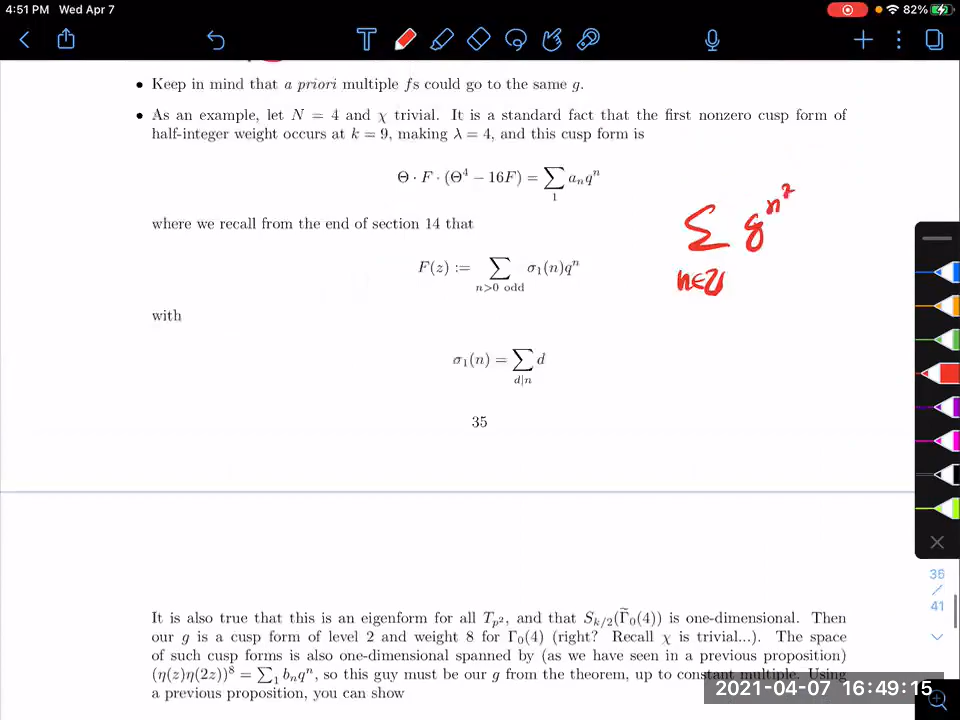 4:51 PM Wed Apr 7
82%
• Keep in mind that a priori multiple fs could go to the same g.
• As an example, let N = 4 and χ trivial. It is a standard fact that the first nonzero cusp form of
half-integer weight occurs at k = 9, making λ = 4, and this cusp form is
Θ · F · (Θ⁴ − 16F) = ∑₁ aₙqⁿ
where we recall from the end of section 14 that
F(z) := ∑_{n>0 odd} σ₁(n)qⁿ
∑_{n∈ℤ} q^{n²}
with
σ₁(n) = ∑_{d|n} d
35
It is also true that this is an eigenform for all T_{p²}, and that S_{k/2}(Γ̃₀(4)) is one-dimensional. Then
our g is a cusp form of level 2 and weight 8 for Γ₀(4) (right? Recall χ is trivial...). The space
of such cusp forms is also one-dimensional spanned by (as we have seen in a previous proposition)
(η(z)η(2z))⁸ = ∑₁ bₙqⁿ, so this guy must be our g from the theorem, up to constant multiple. Using
a previous proposition, you can show
36
/
41
2021-04-07 16:49:15